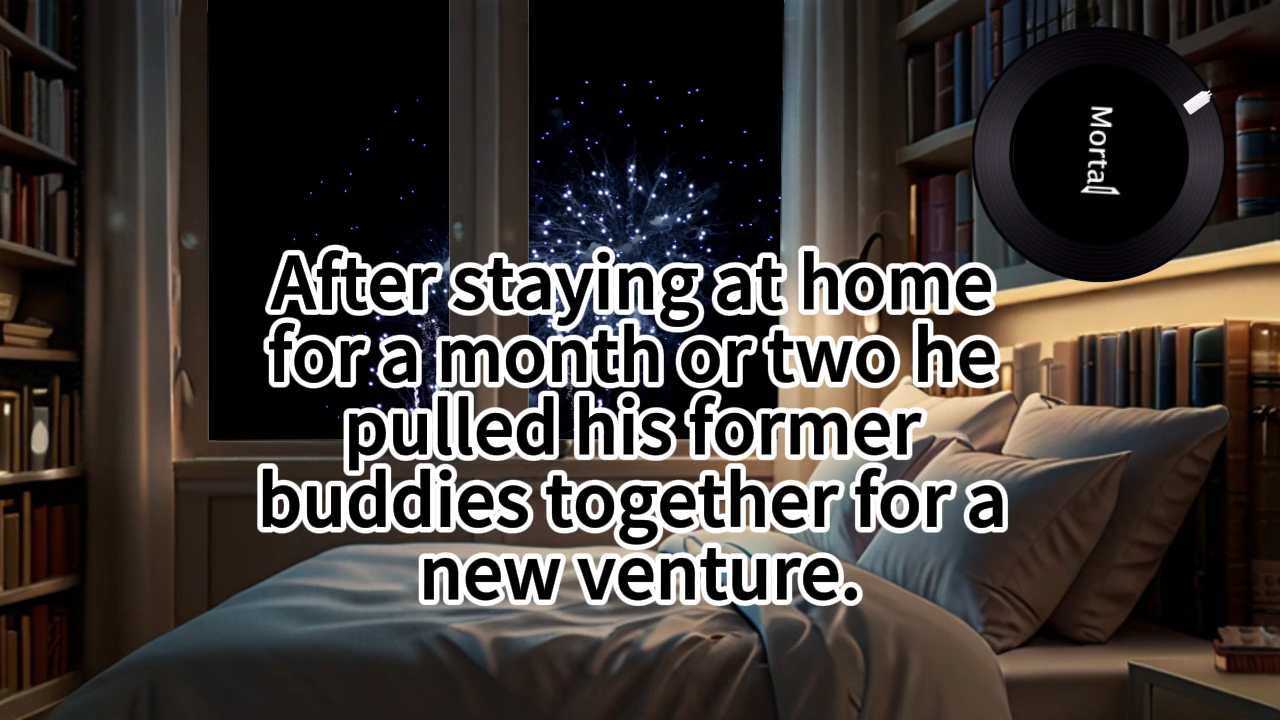 Mortal
After staying at home
for a month or two he
pulled his former
buddies together for a
new venture.